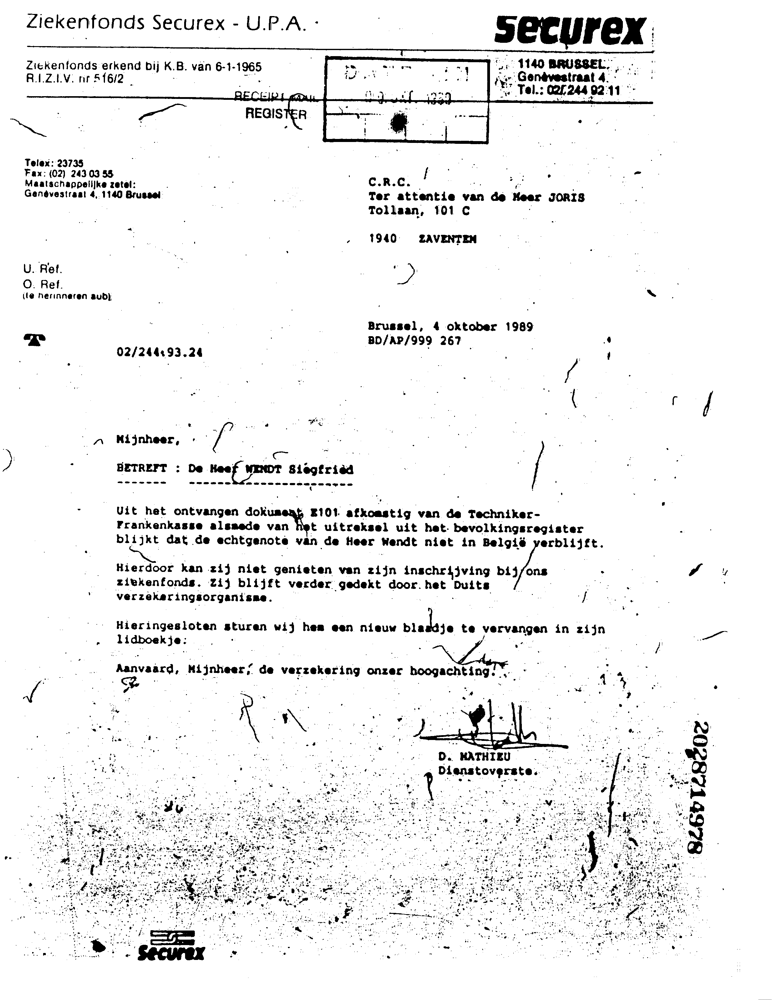 Ziekenfonds Securex - U.P.A.
securex
Ziekenfonds erkend bij K.B. van 6-1-1965
R.I.Z.I.V. nr 516/2
1140 BRUSSEL
Genèvestraat 4
Tel.: 02/244 92 11
RECEIPT
REGISTER
Telex: 23735
Fax: (02) 243 03 55
Maatschappelijke zetel:
Genèvestraat 4, 1140 Brussel
C.R.C.
Ter attentie van de Heer JORIS
Tollaan, 101 C
1940 ZAVENTEM
U. Ref.
O. Ref.
(te herinneren aub)
Brussel, 4 oktober 1989
BD/AP/999 267
02/244.93.24
Mijnheer,
BETREFT : De Heer WENDT Siegfried
Uit het ontvangen dokument E101 afkomstig van de Techniker-
Frankenkasse alsmede van het uitreksel uit het bevolkingsregister
blijkt dat de echtgenote van de Heer Wendt niet in België verblijft.
Hierdoor kan zij niet genieten van zijn inschrijving bij ons
ziekenfonds. Zij blijft verder gedekt door het Duits
verzekeringsorganisme.
Hieringesloten sturen wij hem een nieuw blaadje te vervangen in zijn
lidboekje.
Aanvaard, Mijnheer, de verzekering onzer hoogachting.
D. MATHIEU
Dienstoverste.
2028714978
securex